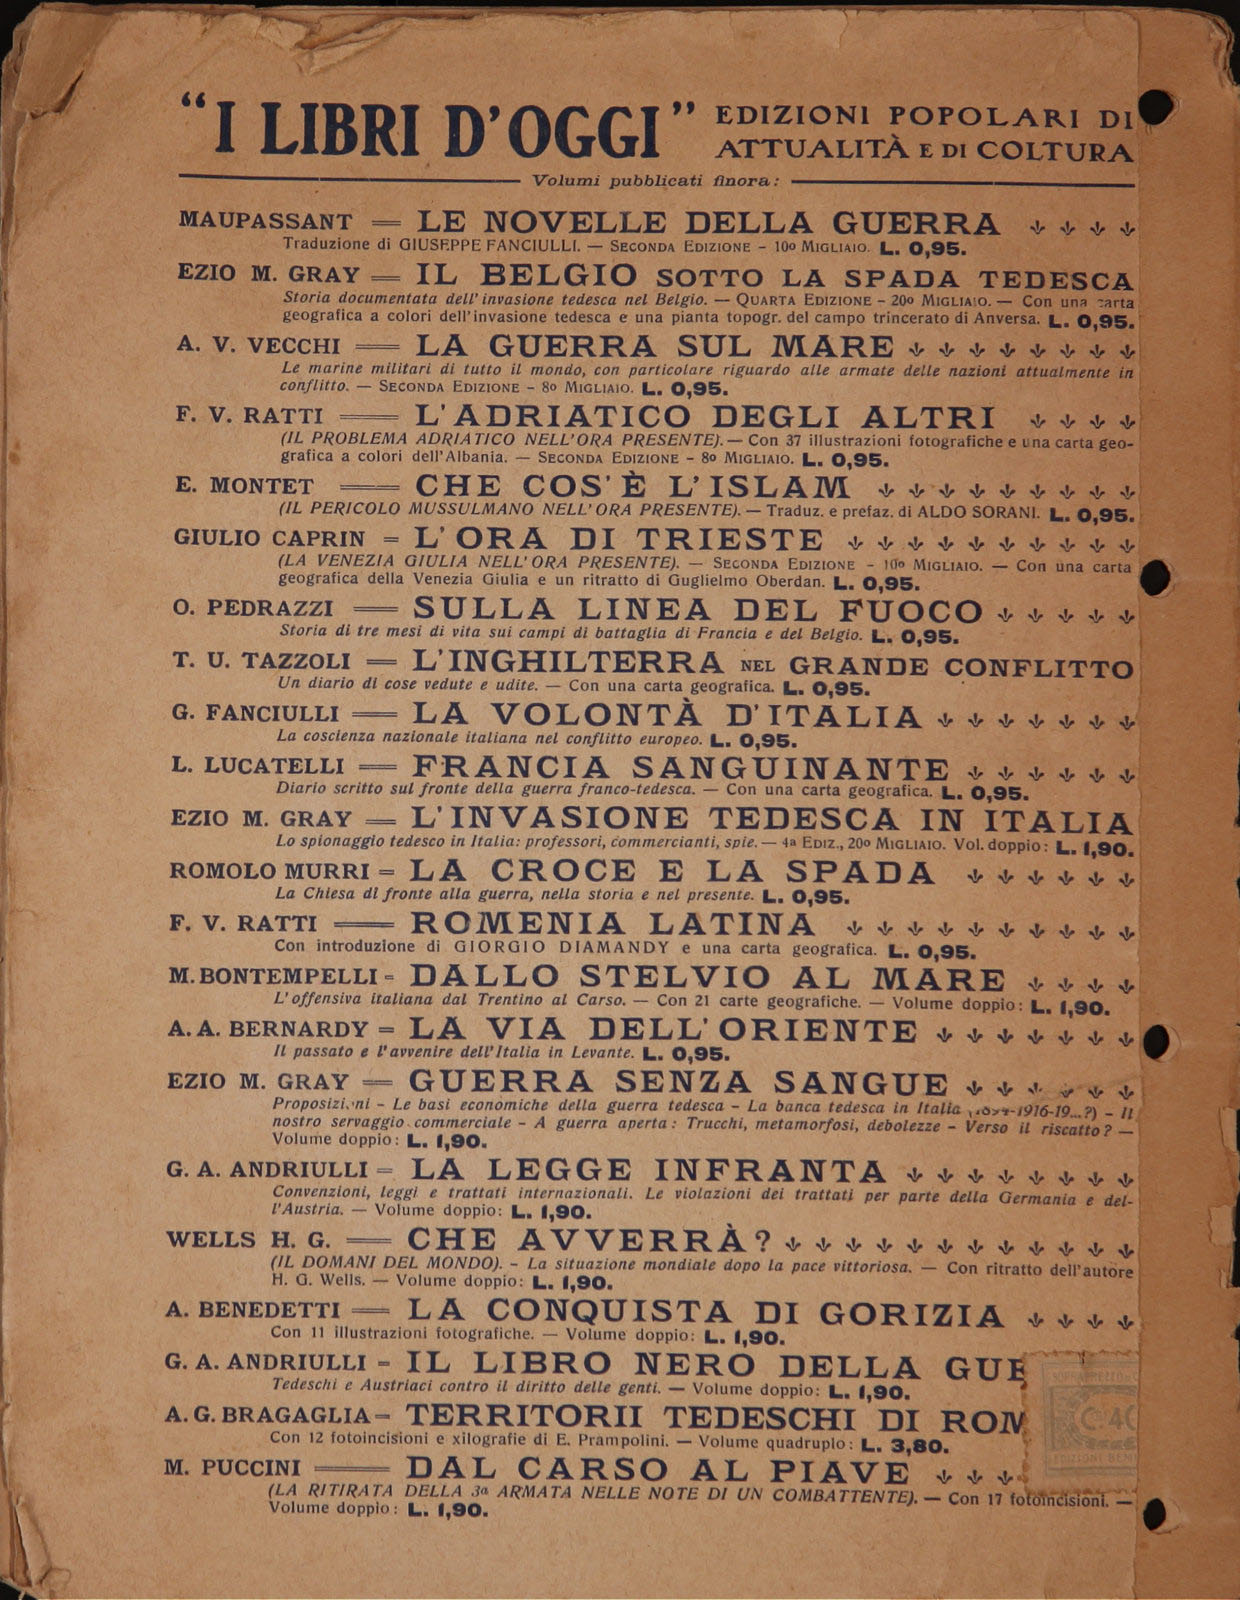 “I LIBRI D'OGGI” EDIZIONI POPOLARI DI
ATTUALITÀ E DI COLTURA
Volumi pubblicati finora:
MAUPASSANT = LE NOVELLE DELLA GUERRA
Traduzione di GIUSEPPE FANCIULLI. — SECONDA EDIZIONE - 10º MIGLIAIO. L. 0,95.
EZIO M. GRAY = IL BELGIO SOTTO LA SPADA TEDESCA
Storia documentata dell'invasione tedesca nel Belgio. — QUARTA EDIZIONE - 20º MIGLIAIO. — Con una carta
geografica a colori dell'invasione tedesca e una pianta topogr. del campo trincerato di Anversa. L. 0,95.
A. V. VECCHI = LA GUERRA SUL MARE
Le marine militari di tutto il mondo, con particolare riguardo alle armate delle nazioni attualmente in
conflitto. — SECONDA EDIZIONE - 8º MIGLIAIO. L. 0,95.
F. V. RATTI = L'ADRIATICO DEGLI ALTRI
(IL PROBLEMA ADRIATICO NELL'ORA PRESENTE). — Con 37 illustrazioni fotografiche e una carta geo-
grafica a colori dell'Albania. — SECONDA EDIZIONE - 8º MIGLIAIO. L. 0,95.
E. MONTET = CHE COS'È L'ISLAM
(IL PERICOLO MUSSULMANO NELL'ORA PRESENTE). — Traduz. e prefaz. di ALDO SORANI. L. 0,95.
GIULIO CAPRIN = L'ORA DI TRIESTE
(LA VENEZIA GIULIA NELL'ORA PRESENTE). — SECONDA EDIZIONE - 10º MIGLIAIO. — Con una carta
geografica della Venezia Giulia e un ritratto di Guglielmo Oberdan. L. 0,95.
O. PEDRAZZI = SULLA LINEA DEL FUOCO
Storia di tre mesi di vita sui campi di battaglia di Francia e del Belgio. L. 0,95.
T. U. TAZZOLI = L'INGHILTERRA NEL GRANDE CONFLITTO
Un diario di cose vedute e udite. — Con una carta geografica. L. 0,95.
G. FANCIULLI = LA VOLONTÀ D'ITALIA
La coscienza nazionale italiana nel conflitto europeo. L. 0,95.
L. LUCATELLI = FRANCIA SANGUINANTE
Diario scritto sul fronte della guerra franco-tedesca. — Con una carta geografica. L. 0,95.
EZIO M. GRAY = L'INVASIONE TEDESCA IN ITALIA
Lo spionaggio tedesco in Italia: professori, commercianti, spie. — 4ª EDIZ., 20º MIGLIAIO. Vol. doppio: L. 1,90.
ROMOLO MURRI = LA CROCE E LA SPADA
La Chiesa di fronte alla guerra, nella storia e nel presente. L. 0,95.
F. V. RATTI = ROMENIA LATINA
Con introduzione di GIORGIO DIAMANDY e una carta geografica. L. 0,95.
M. BONTEMPELLI = DALLO STELVIO AL MARE
L'offensiva italiana dal Trentino al Carso. — Con 21 carte geografiche. — Volume doppio: L. 1,90.
A. A. BERNARDY = LA VIA DELL'ORIENTE
Il passato e l'avvenire dell'Italia in Levante. L. 0,95.
EZIO M. GRAY = GUERRA SENZA SANGUE
Proposizioni - Le basi economiche della guerra tedesca - La banca tedesca in Italia (1894-1916-19...?) - Il
nostro servaggio commerciale - A guerra aperta: Trucchi, metamorfosi, debolezze - Verso il riscatto? —
Volume doppio: L. 1,90.
G. A. ANDRIULLI = LA LEGGE INFRANTA
Convenzioni, leggi e trattati internazionali. Le violazioni dei trattati per parte della Germania e del-
l'Austria. — Volume doppio: L. 1,90.
WELLS H. G. = CHE AVVERRÀ?
(IL DOMANI DEL MONDO). - La situazione mondiale dopo la pace vittoriosa. — Con ritratto dell'autore
H. G. Wells. — Volume doppio: L. 1,90.
A. BENEDETTI = LA CONQUISTA DI GORIZIA
Con 11 illustrazioni fotografiche. — Volume doppio: L. 1,90.
G. A. ANDRIULLI = IL LIBRO NERO DELLA GUE
Tedeschi e Austriaci contro il diritto delle genti. — Volume doppio: L. 1,90.
A. G. BRAGAGLIA = TERRITORII TEDESCHI DI ROM
Con 12 fotoincisioni e xilografie di E. Prampolini. — Volume quadruplo: L. 3,80.
M. PUCCINI = DAL CARSO AL PIAVE
(LA RITIRATA DELLA 3ª ARMATA NELLE NOTE DI UN COMBATTENTE). — Con 17 fotoincisioni. —
Volume doppio: L. 1,90.